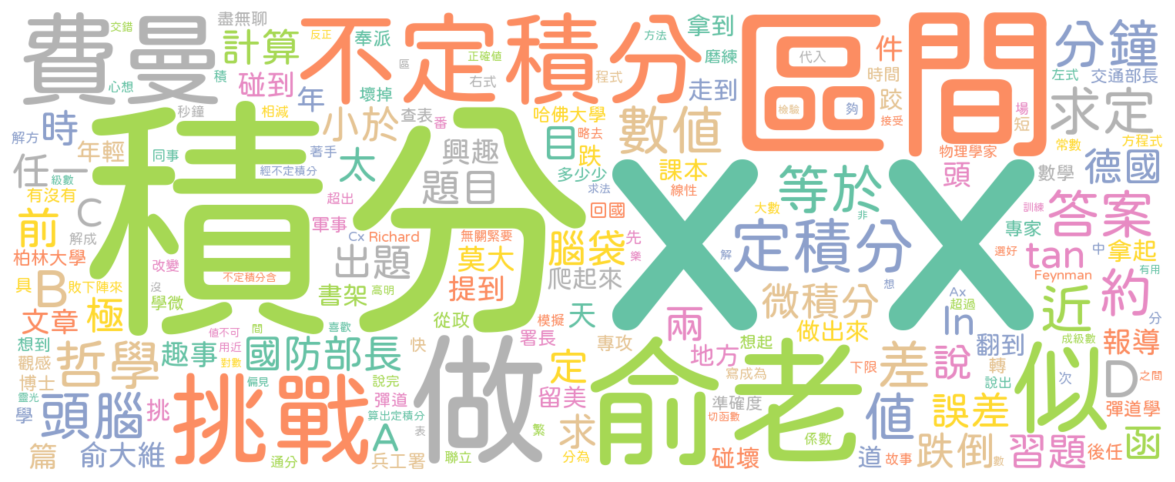 積分
X X
區間
不定積分
費曼
俞老
挑戰
做
似
定積分
等於
答案
求定
分鐘
數值
腦袋
微積分
國防部長
哲學
頭腦
習題
跌倒
誤差
差
值
函
D
約
近
tan
ln
說
兩
求
定
A
B
C
任一
前
極
時
年
太
目
件
跤
頭
德國
計算
碰到
小於
興趣
題目
出題
莫大
提到
爬起來
書架
文章
趣事
俞大維
篇
天
跌
課本
拿到
走到
奉派
磨練
哈佛大學
查表
番
交錯
盡無聊
反正
正確值
方法
右式
程式
代入
區
檢驗
夠
時間
接受
左式
交通部長
場
短
常數
方程式
物理學家
數學
線性
多少少
求法
大數
非
訓練
專家
選好
中
拿起
有用
Feynman
Richard
Cx
Ax
想
解
超過
分
成級數
報導
翻到
轉
次
之間
彈道學
後任
故事
道
數
係數
切函數
碰壞
準確度
寫成為
下限
說出
地方
想起
做出來
專攻
署長
留美
模擬
從政
快
高明
喜歡
無關緊要
先
樂
回國
略去
相減
秒鐘
積
壞掉
心想
解方
年輕
同事
級數
著手
經不定積分
有沒有
超出
軍事
解成
柏林大學
改變
沒
不定積分含
具
敗下陣來
學微
想到
觀感
值不可
用近
間
對數
博士
靈光
偏見
說完
彈道
學
挑
算出定積分
表
繁
分為
通分
兵工署
聯立